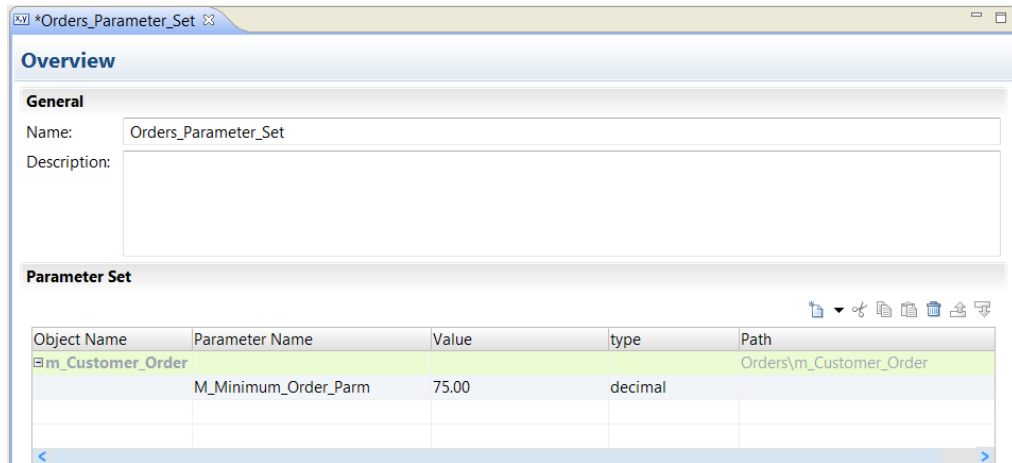 *Orders_Parameter_Set
Overview
General
Name: Orders_Parameter_Set
Description:
Parameter Set
Object Name Parameter Name Value type Path
m_Customer_Order Orders\m_Customer_Order
M_Minimum_Order_Parm 75.00 decimal